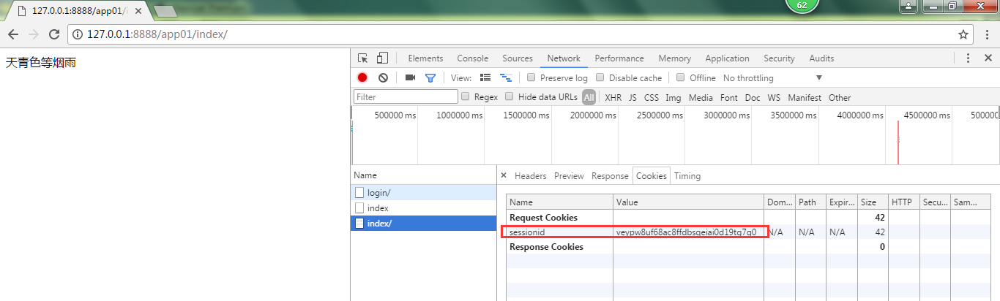 62
127.0.0.1:8888/app01/i
127.0.0.1:8888/app01/index/
天青色等烟雨
Elements Console Sources Network Performance Memory Application Security Audits
View: Preserve log Disable cache Offline No throttling
Filter Regex Hide data URLs All XHR JS CSS Img Media Font Doc WS Manifest Other
500000 ms 1000000 ms 1500000 ms 2000000 ms 2500000 ms 3000000 ms 3500000 ms 4000000 ms 4500000 ms 500000
Name
login/
index
index/
× Headers Preview Response Cookies Timing
Name Value Dom... Path Expir... Size HTTP Secu... Sam...
Request Cookies 42
sessionid veypw8uf68ac8ffdbsqeiai0d19tg7q0 N/A N/A N/A 42
Response Cookies 0